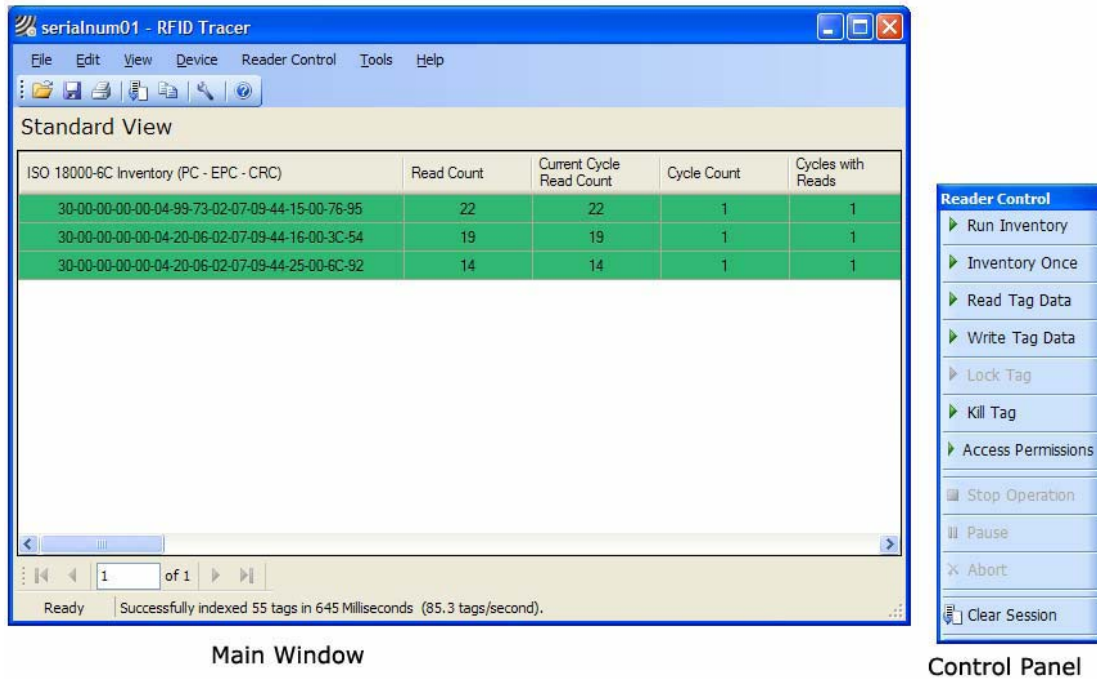 serialnum01 - RFID Tracer
File Edit View Device Reader Control Tools Help
Standard View
ISO 18000-6C Inventory (PC - EPC - CRC) Read Count Current Cycle Read Count Cycle Count Cycles with Reads
30-00-00-00-00-04-99-73-02-07-09-44-15-00-76-95 22 22 1 1
30-00-00-00-00-04-20-06-02-07-09-44-16-00-3C-54 19 19 1 1
30-00-00-00-00-04-20-06-02-07-09-44-25-00-6C-92 14 14 1 1
1 of 1
Ready Successfully indexed 55 tags in 645 Milliseconds (85.3 tags/second).
Main Window
Reader Control
Run Inventory
Inventory Once
Read Tag Data
Write Tag Data
Lock Tag
Kill Tag
Access Permissions
Stop Operation
Pause
Abort
Clear Session
Control Panel